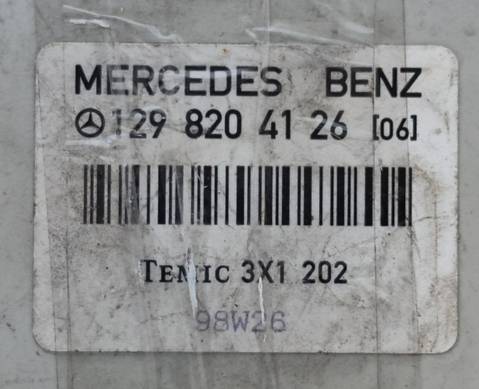 MERCEDES BENZ
129 820 41 26 [06]
TEMIC 3X1 202
98W26